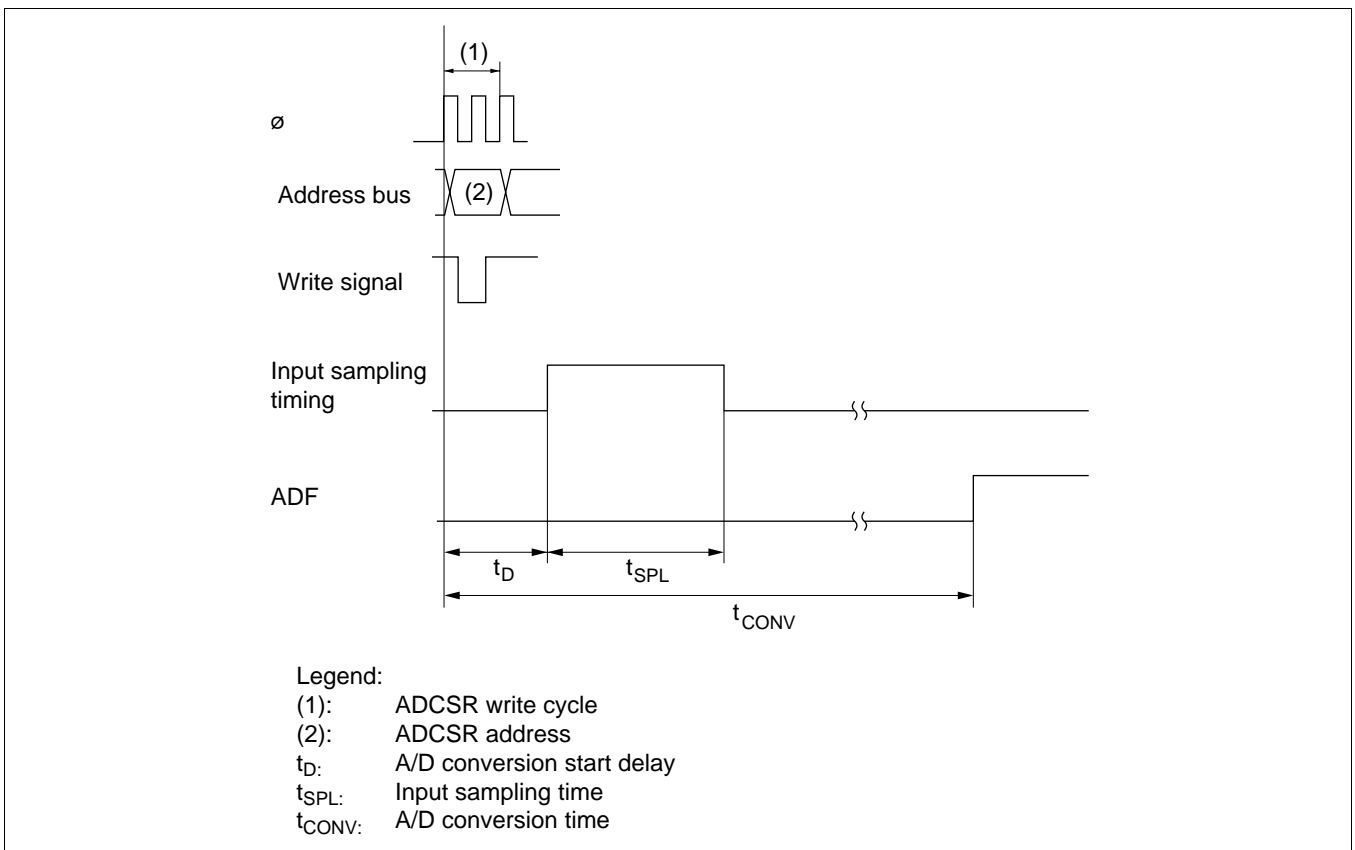 (1)
ø
Address bus
(2)
Write signal
Input sampling
timing
ADF
tD
tSPL
tCONV
Legend:
(1): ADCSR write cycle
(2): ADCSR address
tD: A/D conversion start delay
tSPL: Input sampling time
tCONV: A/D conversion time